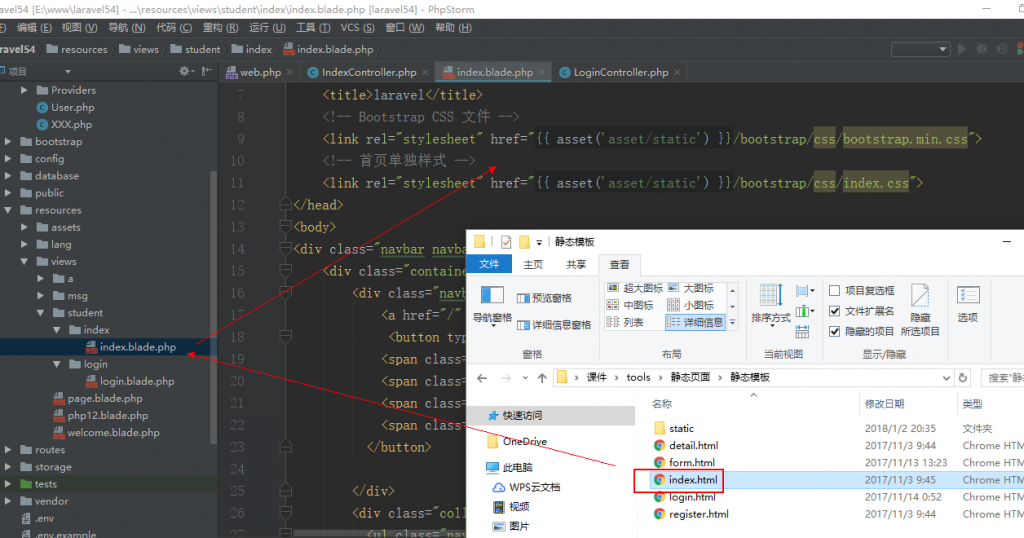 aravel54 [E:\www\laravel54] - ...\resources\views\student\index\index.blade.php [laravel54] - PhpStorm
编辑 (E) 视图 (V) 导航 (N) 代码 (C) 重构 (R) 运行 (U) 工具 (T) VCS (S) 窗口 (W) 帮助 (H)
ravel54 resources views student index index.blade.php
项目
web.php IndexController.php index.blade.php LoginController.php
Providers
User.php
XXX.php
bootstrap
config
database
public
resources
assets
lang
views
a
msg
student
index
index.blade.php
login
login.blade.php
page.blade.php
php12.blade.php
welcome.blade.php
routes
storage
tests
vendor
.env
.env.example
7 <title>laravel</title>
8 <!-- Bootstrap CSS 文件 -->
9 <link rel="stylesheet" href="{{ asset('asset/static') }}/bootstrap/css/bootstrap.min.css">
10 <!-- 首页单独样式 -->
11 <link rel="stylesheet" href="{{ asset('asset/static') }}/bootstrap/css/index.css">
12 </head>
13 <body>
14 <div class="navbar navba
15 <div class="contain
16 <div class="navb
17 <a href="/"
18 <button typ
19 <span c
20 <span c
21 <span c
22 <span c
23 </button>
24
25 </div>
26 <div class="coll
27 <ul class="n
静态模板
文件 主页 共享 查看
导航窗格
预览窗格
详细信息窗格
窗格
超大图标 大图标
中图标 小图标
列表 详细信息
布局
排序方式
当前视图
项目复选框
文件扩展名
隐藏的项目
隐藏
所选项目
显示/隐藏
选项
课件 tools 静态页面 静态模板
搜索"静
快速访问
OneDrive
此电脑
WPS云文档
视频
图片
名称 修改日期 类型
static 2018/1/2 20:35 文件夹
detail.html 2017/11/3 9:44 Chrome H
form.html 2017/11/13 13:23 Chrome H
index.html 2017/11/3 9:45 Chrome H
login.html 2017/11/14 0:52 Chrome H
register.html 2017/11/3 9:44 Chrome H